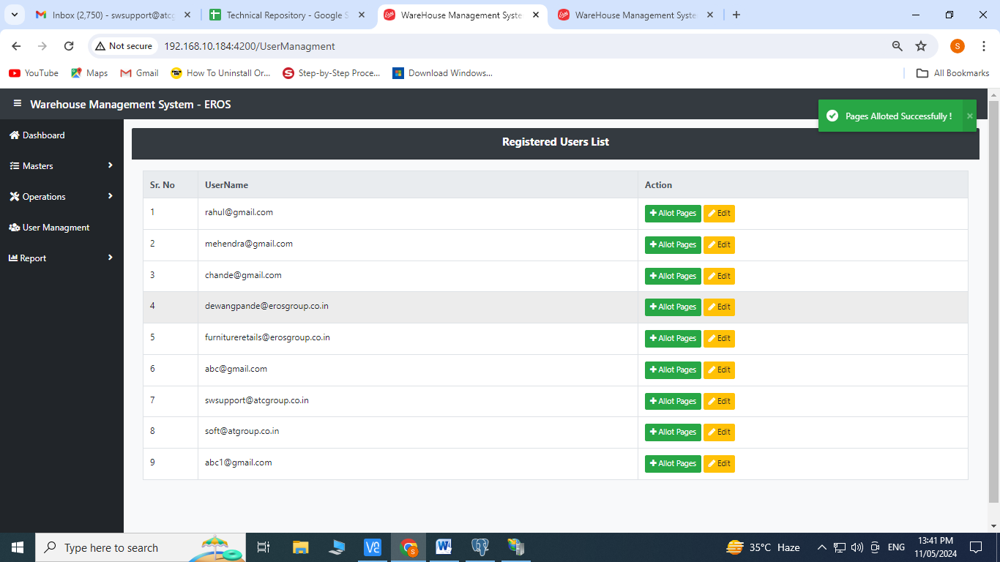 Inbox (2,750) - swsupport@atcg
Technical Repository - Google S
WareHouse Management Syste
WareHouse Management Syste
Not secure
192.168.10.184:4200/UserManagment
S
YouTube
Maps
Gmail
How To Uninstall Or...
Step-by-Step Proce...
Download Windows...
All Bookmarks
Warehouse Management System - EROS
Pages Alloted Successfully !
×
Dashboard
Masters
Operations
User Managment
Report
Registered Users List
Sr. No UserName Action
1 rahul@gmail.com Allot Pages Edit
2 mehendra@gmail.com Allot Pages Edit
3 chande@gmail.com Allot Pages Edit
4 dewangpande@erosgroup.co.in Allot Pages Edit
5 furnitureretails@erosgroup.co.in Allot Pages Edit
6 abc@gmail.com Allot Pages Edit
7 swsupport@atcgroup.co.in Allot Pages Edit
8 soft@atgroup.co.in Allot Pages Edit
9 abc1@gmail.com Allot Pages Edit
Type here to search
35°C Haze
ENG
13:41 PM
11/05/2024